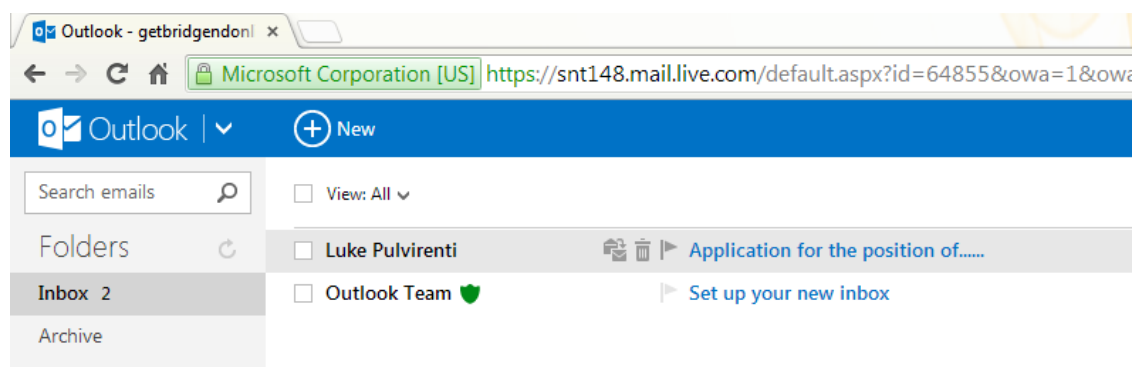 Outlook - getbridgendonl
Microsoft Corporation [US] https://snt148.mail.live.com/default.aspx?id=64855&owa=1&owa
Outlook New
Search emails View: All
Folders Luke Pulvirenti Application for the position of......
Inbox 2 Outlook Team Set up your new inbox
Archive